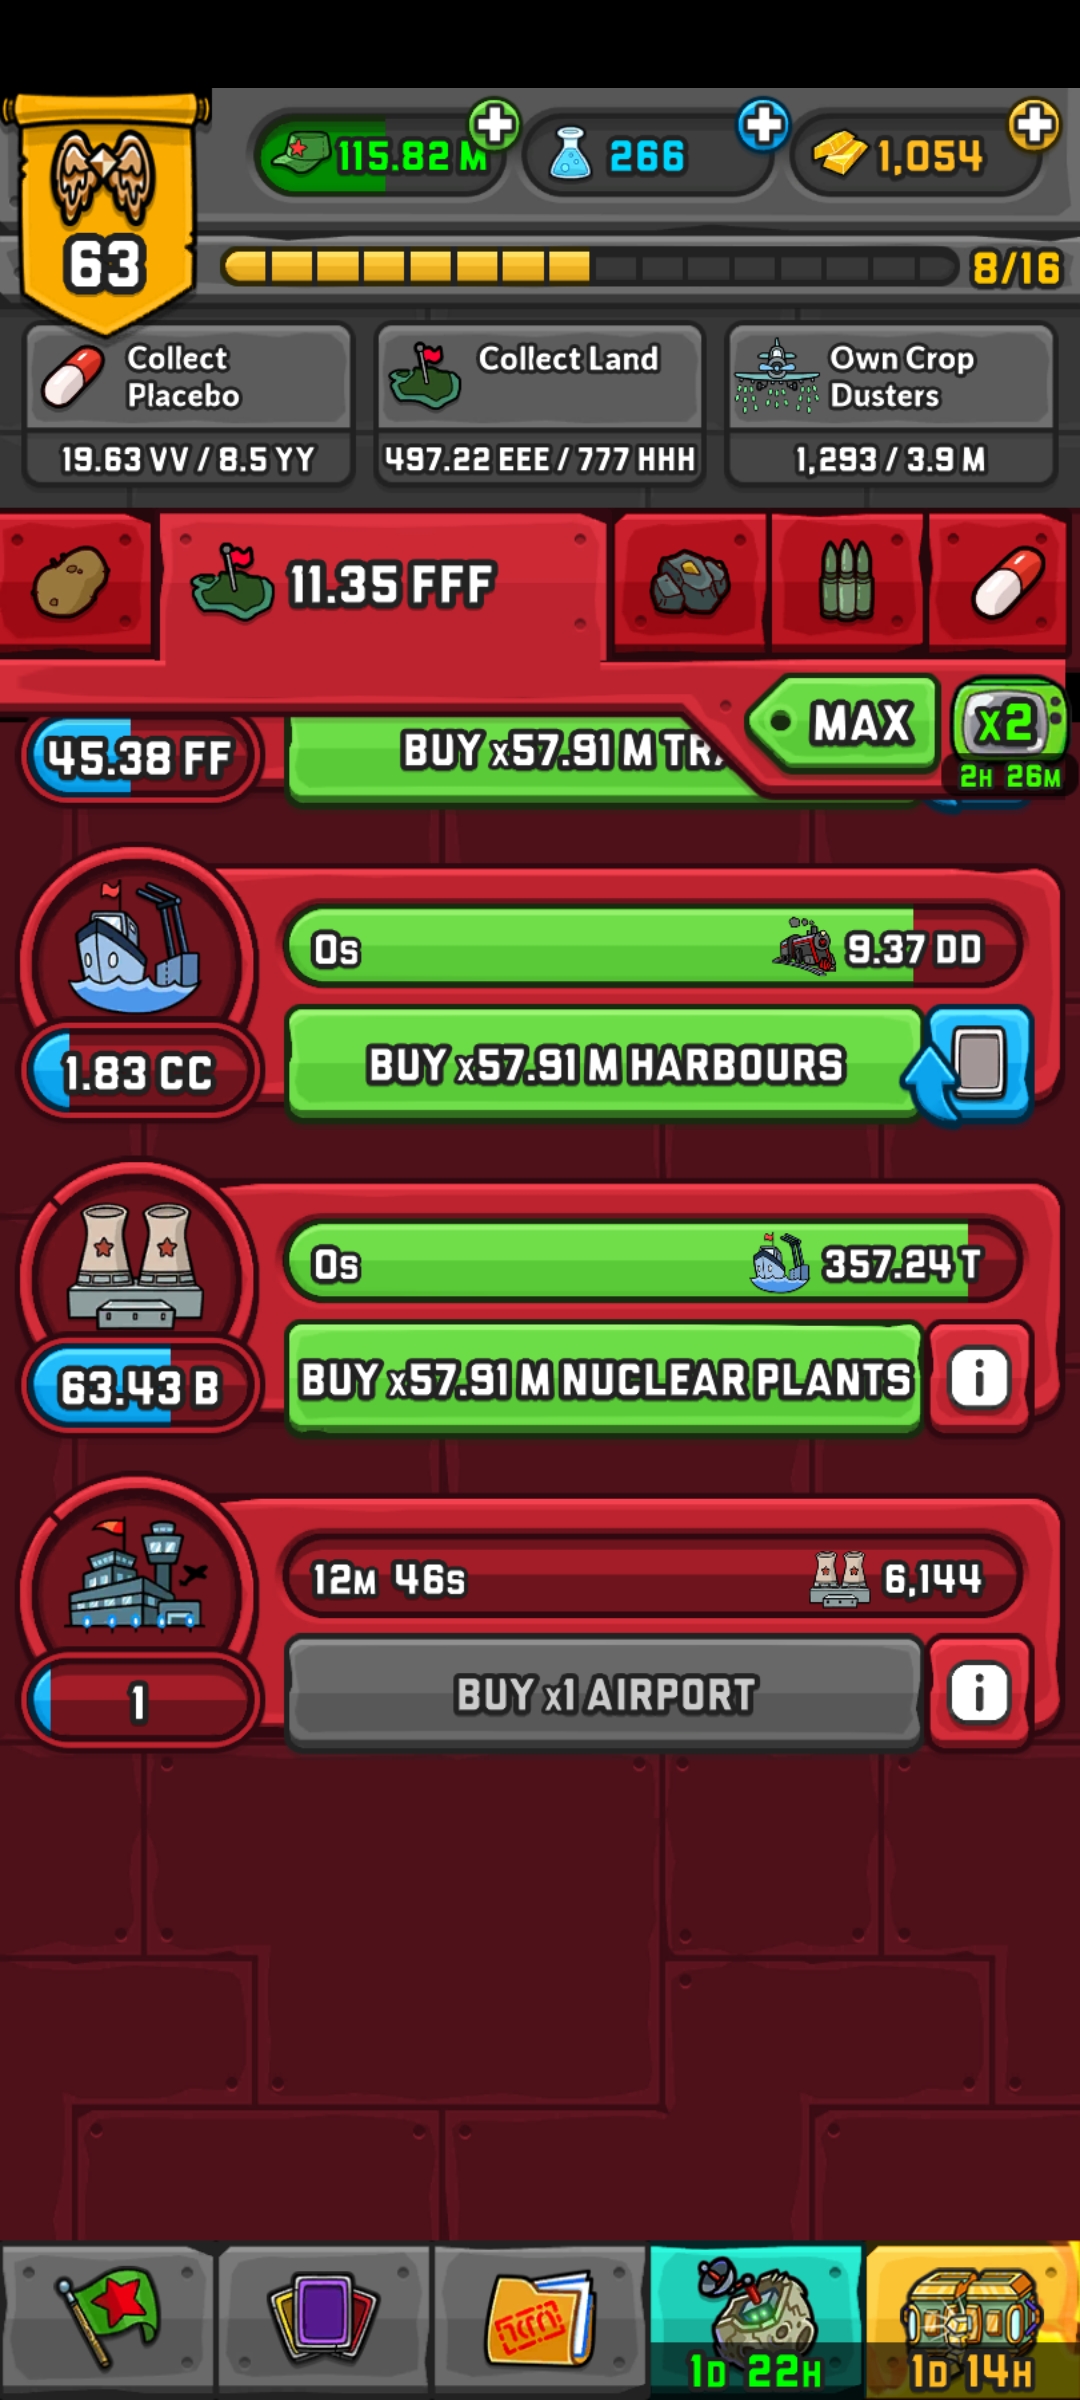 115.82 M
266
1,054
63
8/16
Collect
Placebo
19.63 VV / 8.5 YY
Collect Land
497.22 EEE / 777 HHH
Own Crop
Dusters
1,293 / 3.9 M
11.35 FFF
MAX
x2
2H 26M
45.38 FF
BUY x57.91 M TRA
0s
9.37 DD
1.83 CC
BUY x57.91 M HARBOURS
0s
357.24 T
63.43 B
BUY x57.91 M NUCLEAR PLANTS
i
12M 46s
6,144
1
BUY x1 AIRPORT
i
1D 22H
1D 14H